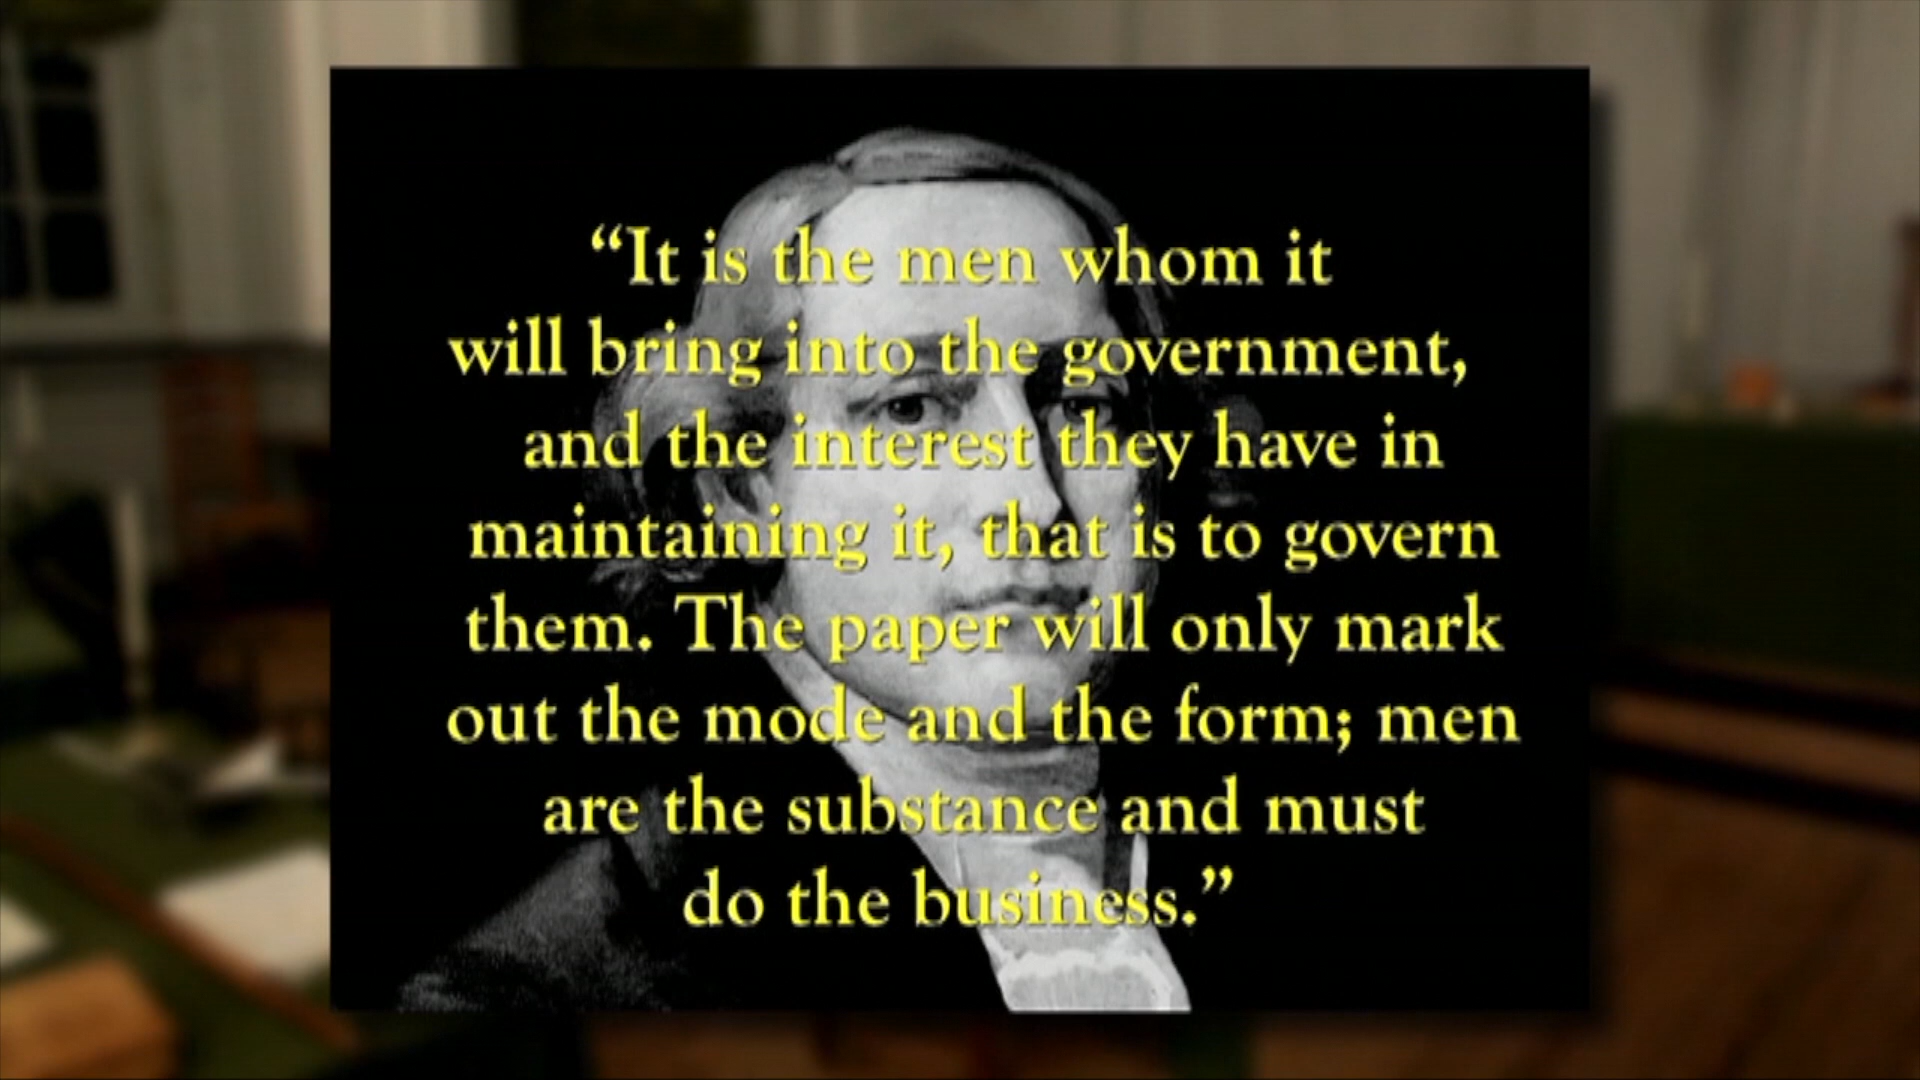 “It is the men whom it
will bring into the government,
and the interest they have in
maintaining it, that is to govern
them. The paper will only mark
out the mode and the form; men
are the substance and must
do the business.”